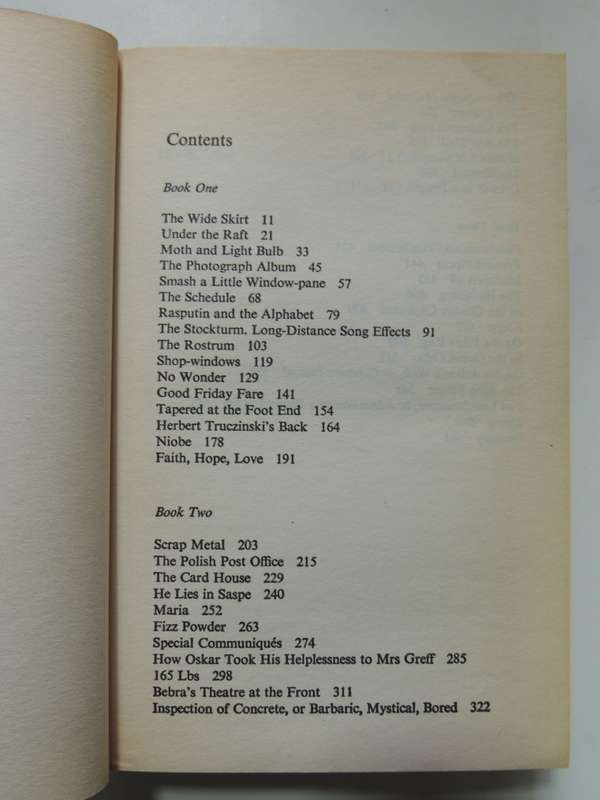 Contents
Book One
The Wide Skirt 11
Under the Raft 21
Moth and Light Bulb 33
The Photograph Album 45
Smash a Little Window-pane 57
The Schedule 68
Rasputin and the Alphabet 79
The Stockturm. Long-Distance Song Effects 91
The Rostrum 103
Shop-windows 119
No Wonder 129
Good Friday Fare 141
Tapered at the Foot End 154
Herbert Truczinski's Back 164
Niobe 178
Faith, Hope, Love 191
Book Two
Scrap Metal 203
The Polish Post Office 215
The Card House 229
He Lies in Saspe 240
Maria 252
Fizz Powder 263
Special Communiqués 274
How Oskar Took His Helplessness to Mrs Greff 285
165 Lbs 298
Bebra's Theatre at the Front 311
Inspection of Concrete, or Barbaric, Mystical, Bored 322